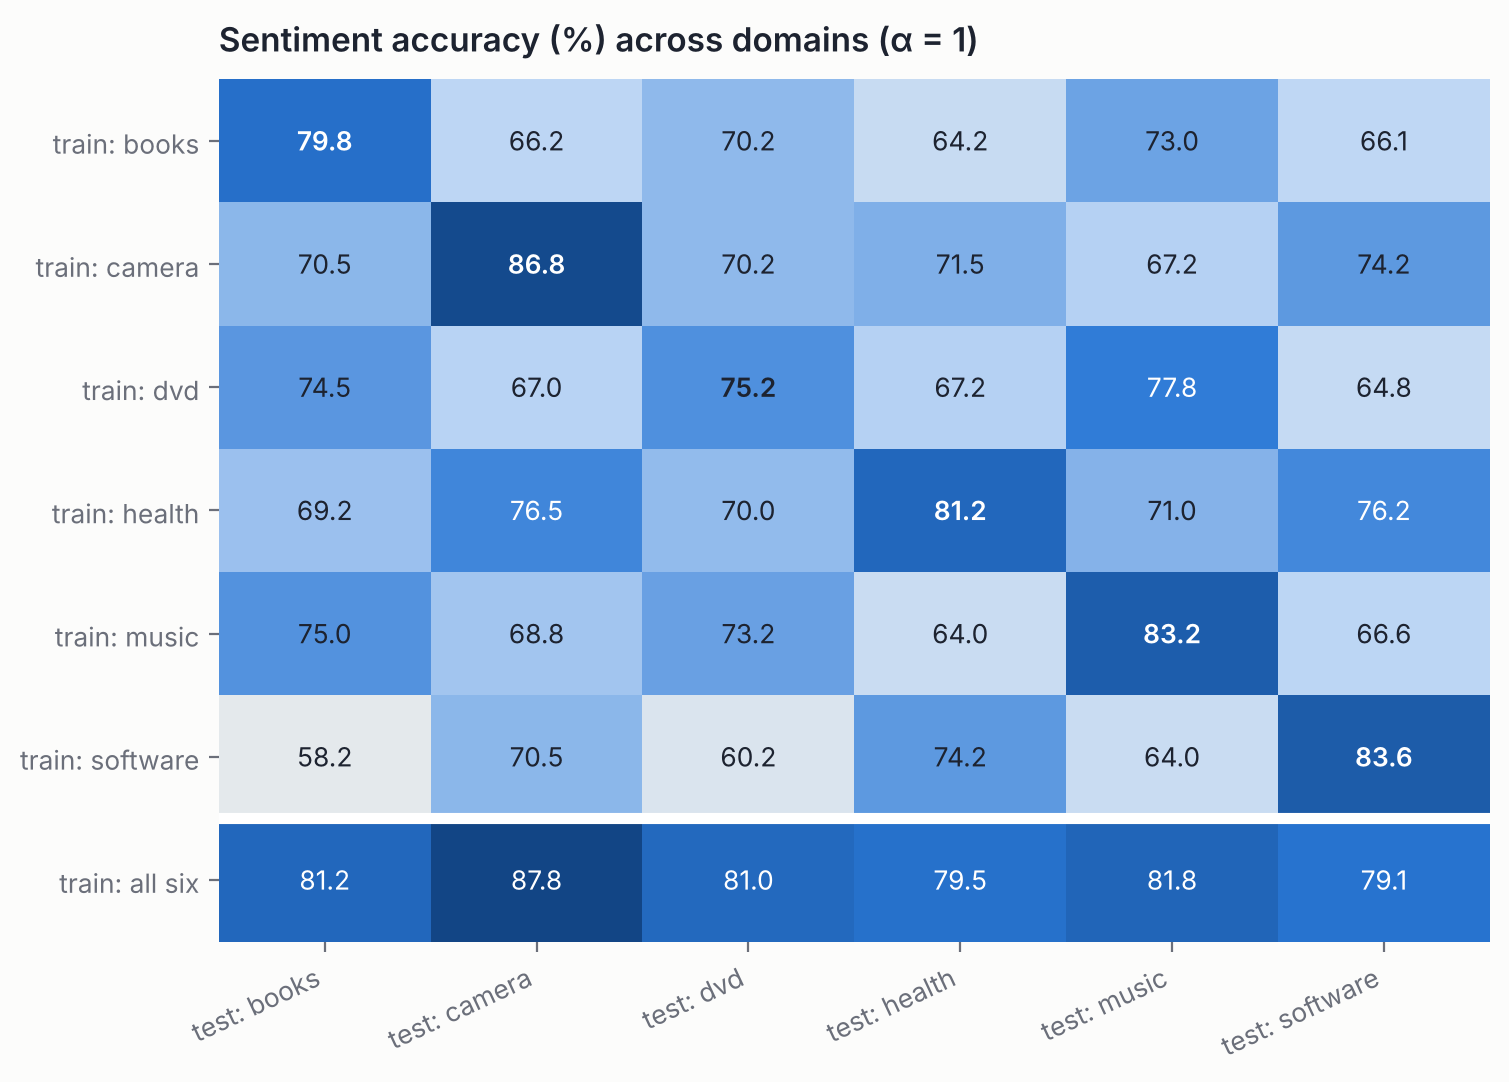 Sentiment accuracy (%) across domains (α = 1)
train: books 79.8 66.2 70.2 64.2 73.0 66.1
train: camera 70.5 86.8 70.2 71.5 67.2 74.2
train: dvd 74.5 67.0 75.2 67.2 77.8 64.8
train: health 69.2 76.5 70.0 81.2 71.0 76.2
train: music 75.0 68.8 73.2 64.0 83.2 66.6
train: software 58.2 70.5 60.2 74.2 64.0 83.6
train: all six 81.2 87.8 81.0 79.5 81.8 79.1
test: books test: camera test: dvd test: health test: music test: software